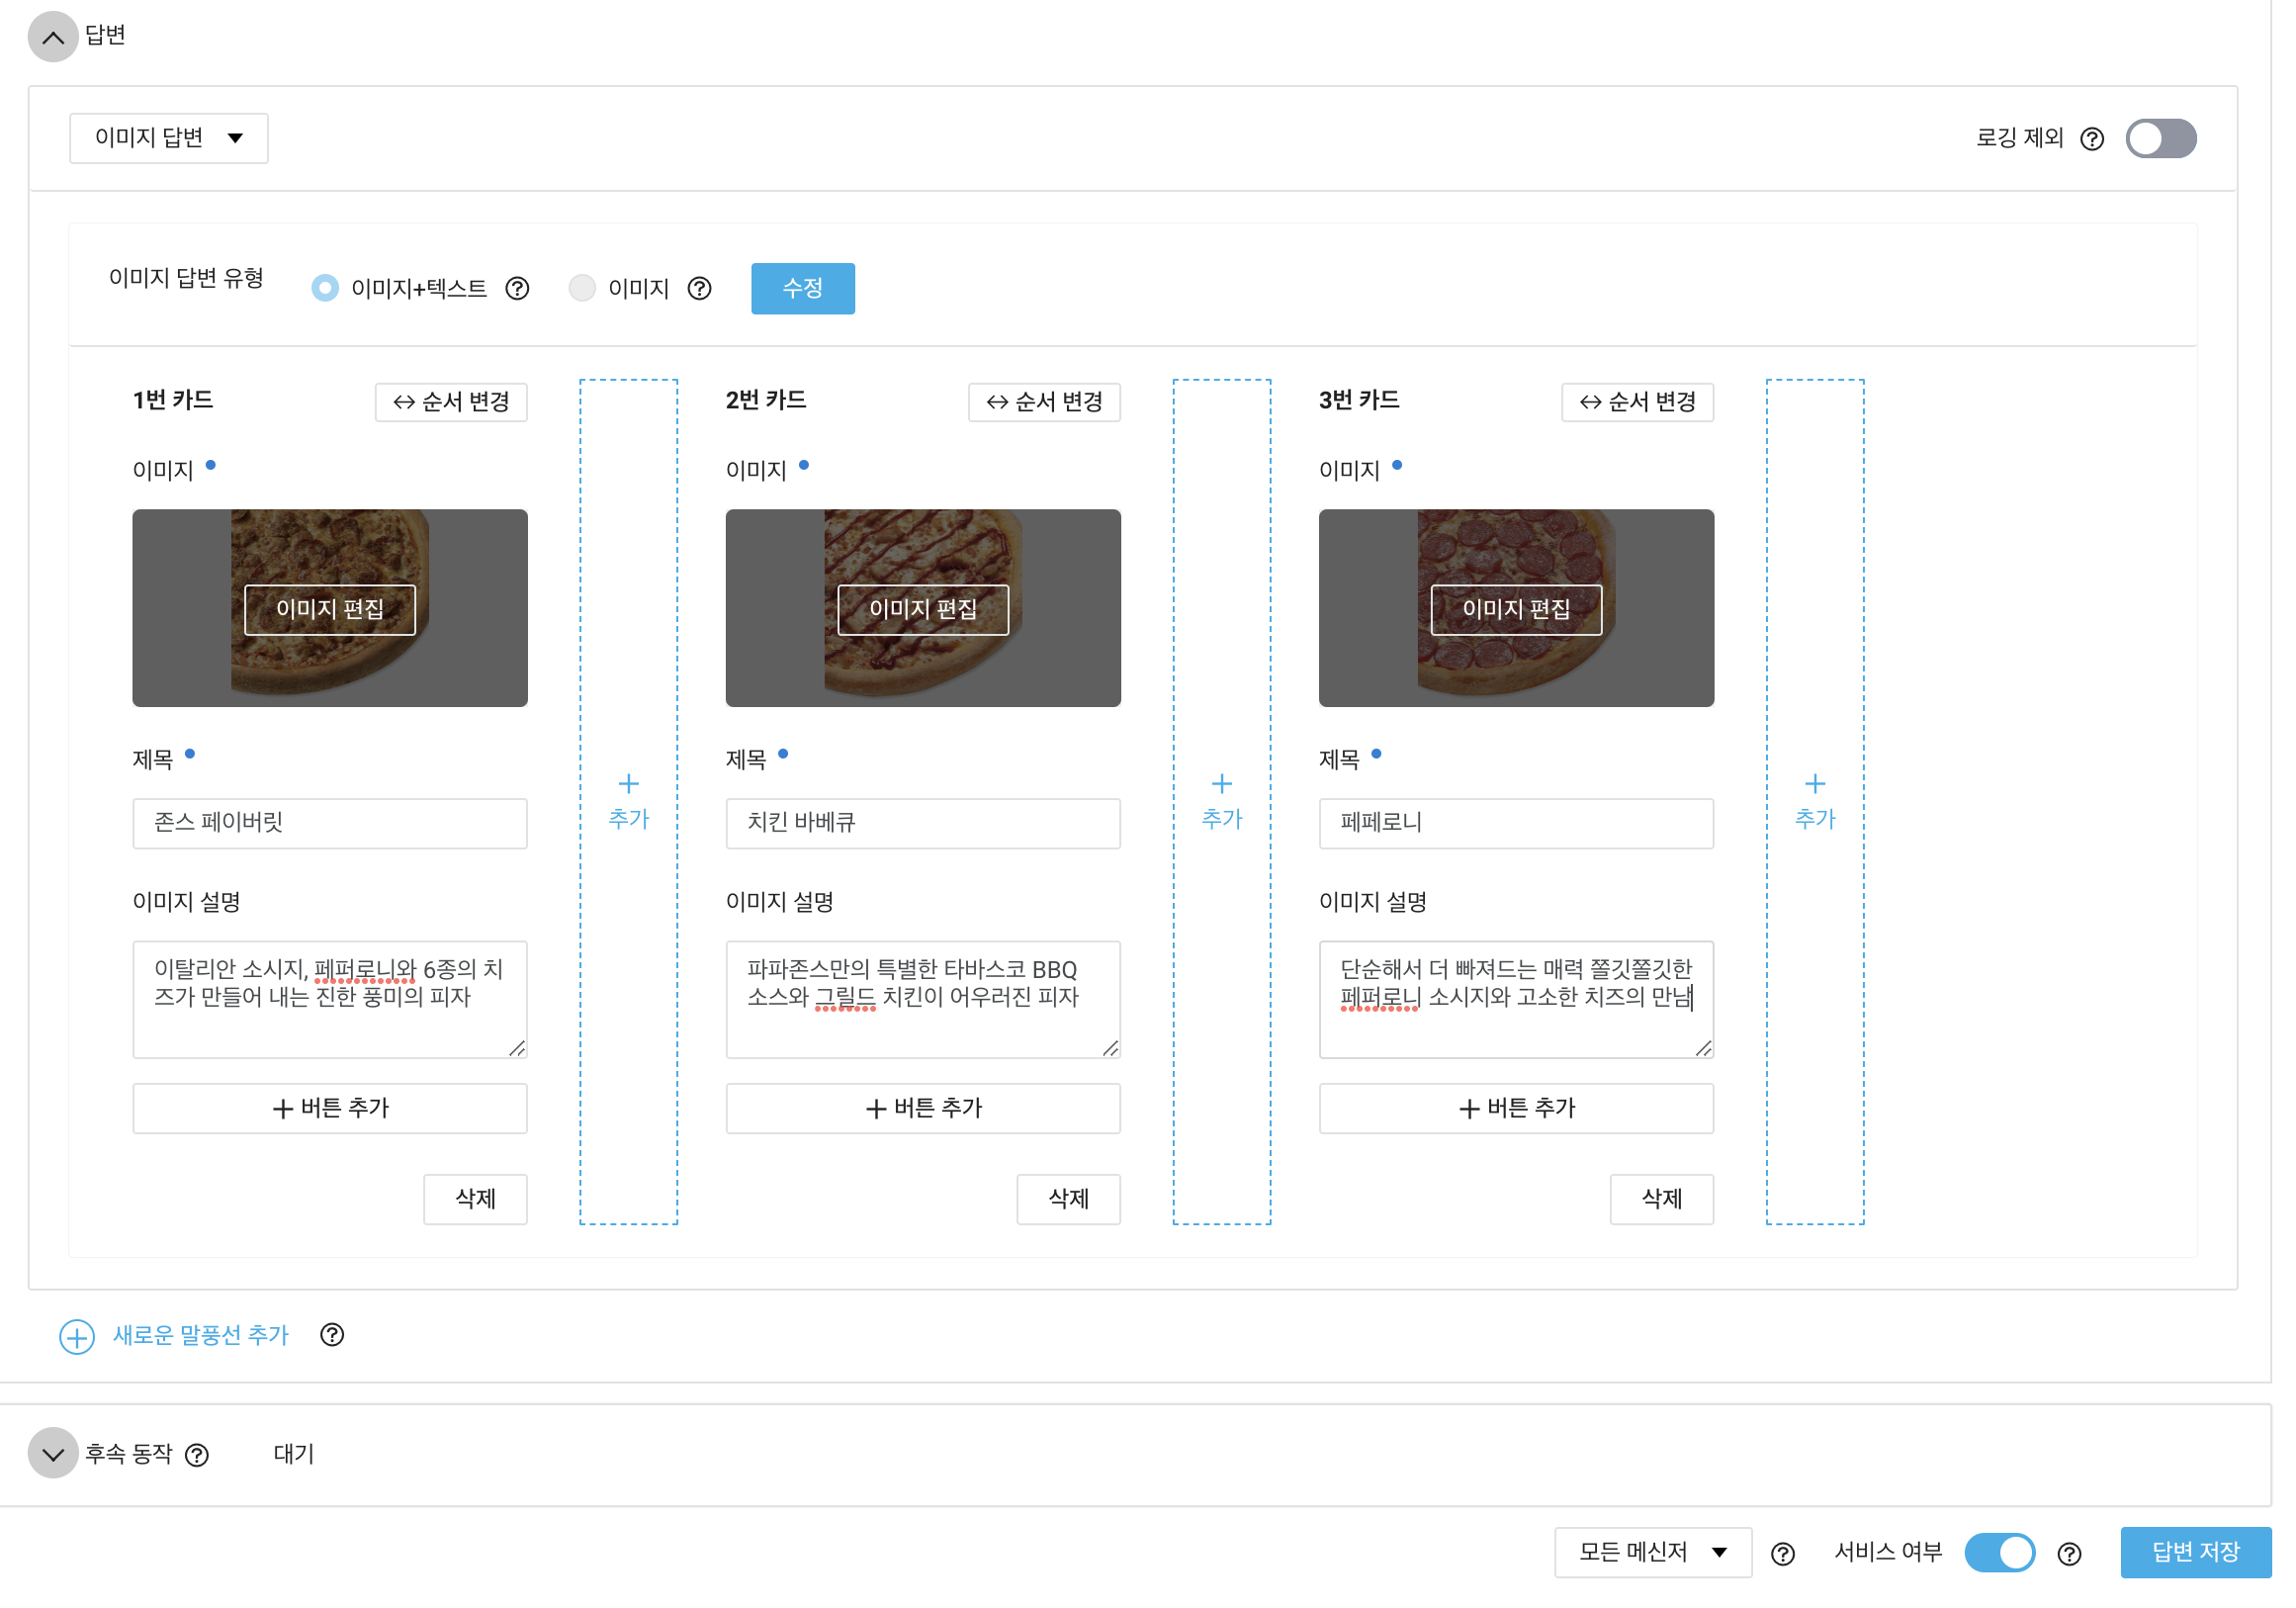 답변
이미지 답변
로깅 제외
이미지 답변 유형
이미지+텍스트
이미지
수정
1번 카드
순서 변경
이미지
이미지 편집
제목
존스 페이버릿
이미지 설명
이탈리안 소시지, 페퍼로니와 6종의 치
즈가 만들어 내는 진한 풍미의 피자
+ 버튼 추가
삭제
+
추가
2번 카드
순서 변경
이미지
이미지 편집
제목
치킨 바베큐
이미지 설명
파파존스만의 특별한 타바스코 BBQ
소스와 그릴드 치킨이 어우러진 피자
+ 버튼 추가
삭제
+
추가
3번 카드
순서 변경
이미지
이미지 편집
제목
페페로니
이미지 설명
단순해서 더 빠져드는 매력 쫄깃쫄깃한
페퍼로니 소시지와 고소한 치즈의 만남
+ 버튼 추가
삭제
+
추가
새로운 말풍선 추가
후속 동작
대기
모든 메신저
서비스 여부
답변 저장